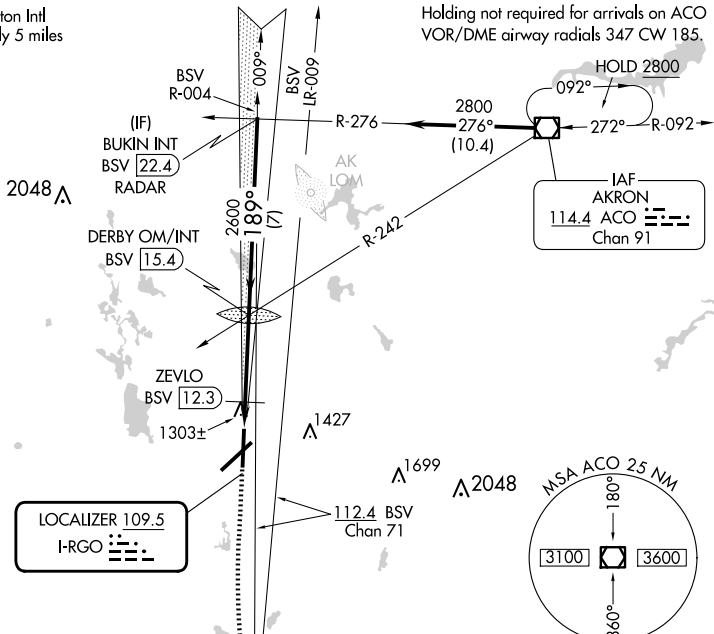 ton Intl
ly 5 miles
Holding not required for arrivals on ACO
VOR/DME airway radials 347 CW 185.
HOLD 2800
092°
272°
R-092
BSV
R-004
009°
BSV
LR-009
R-276
2800
276°
(10.4)
(IF)
BUKIN INT
BSV 22.4
RADAR
AK
LOM
2048
IAF
AKRON
114.4 ACO
Chan 91
2600
189°
(7)
R-242
DERBY OM/INT
BSV 15.4
ZEVLO
BSV 12.3
1303±
1427
1699
2048
LOCALIZER 109.5
I-RGO
112.4 BSV
Chan 71
MSA ACO 25 NM
180°
3100
3600
360°